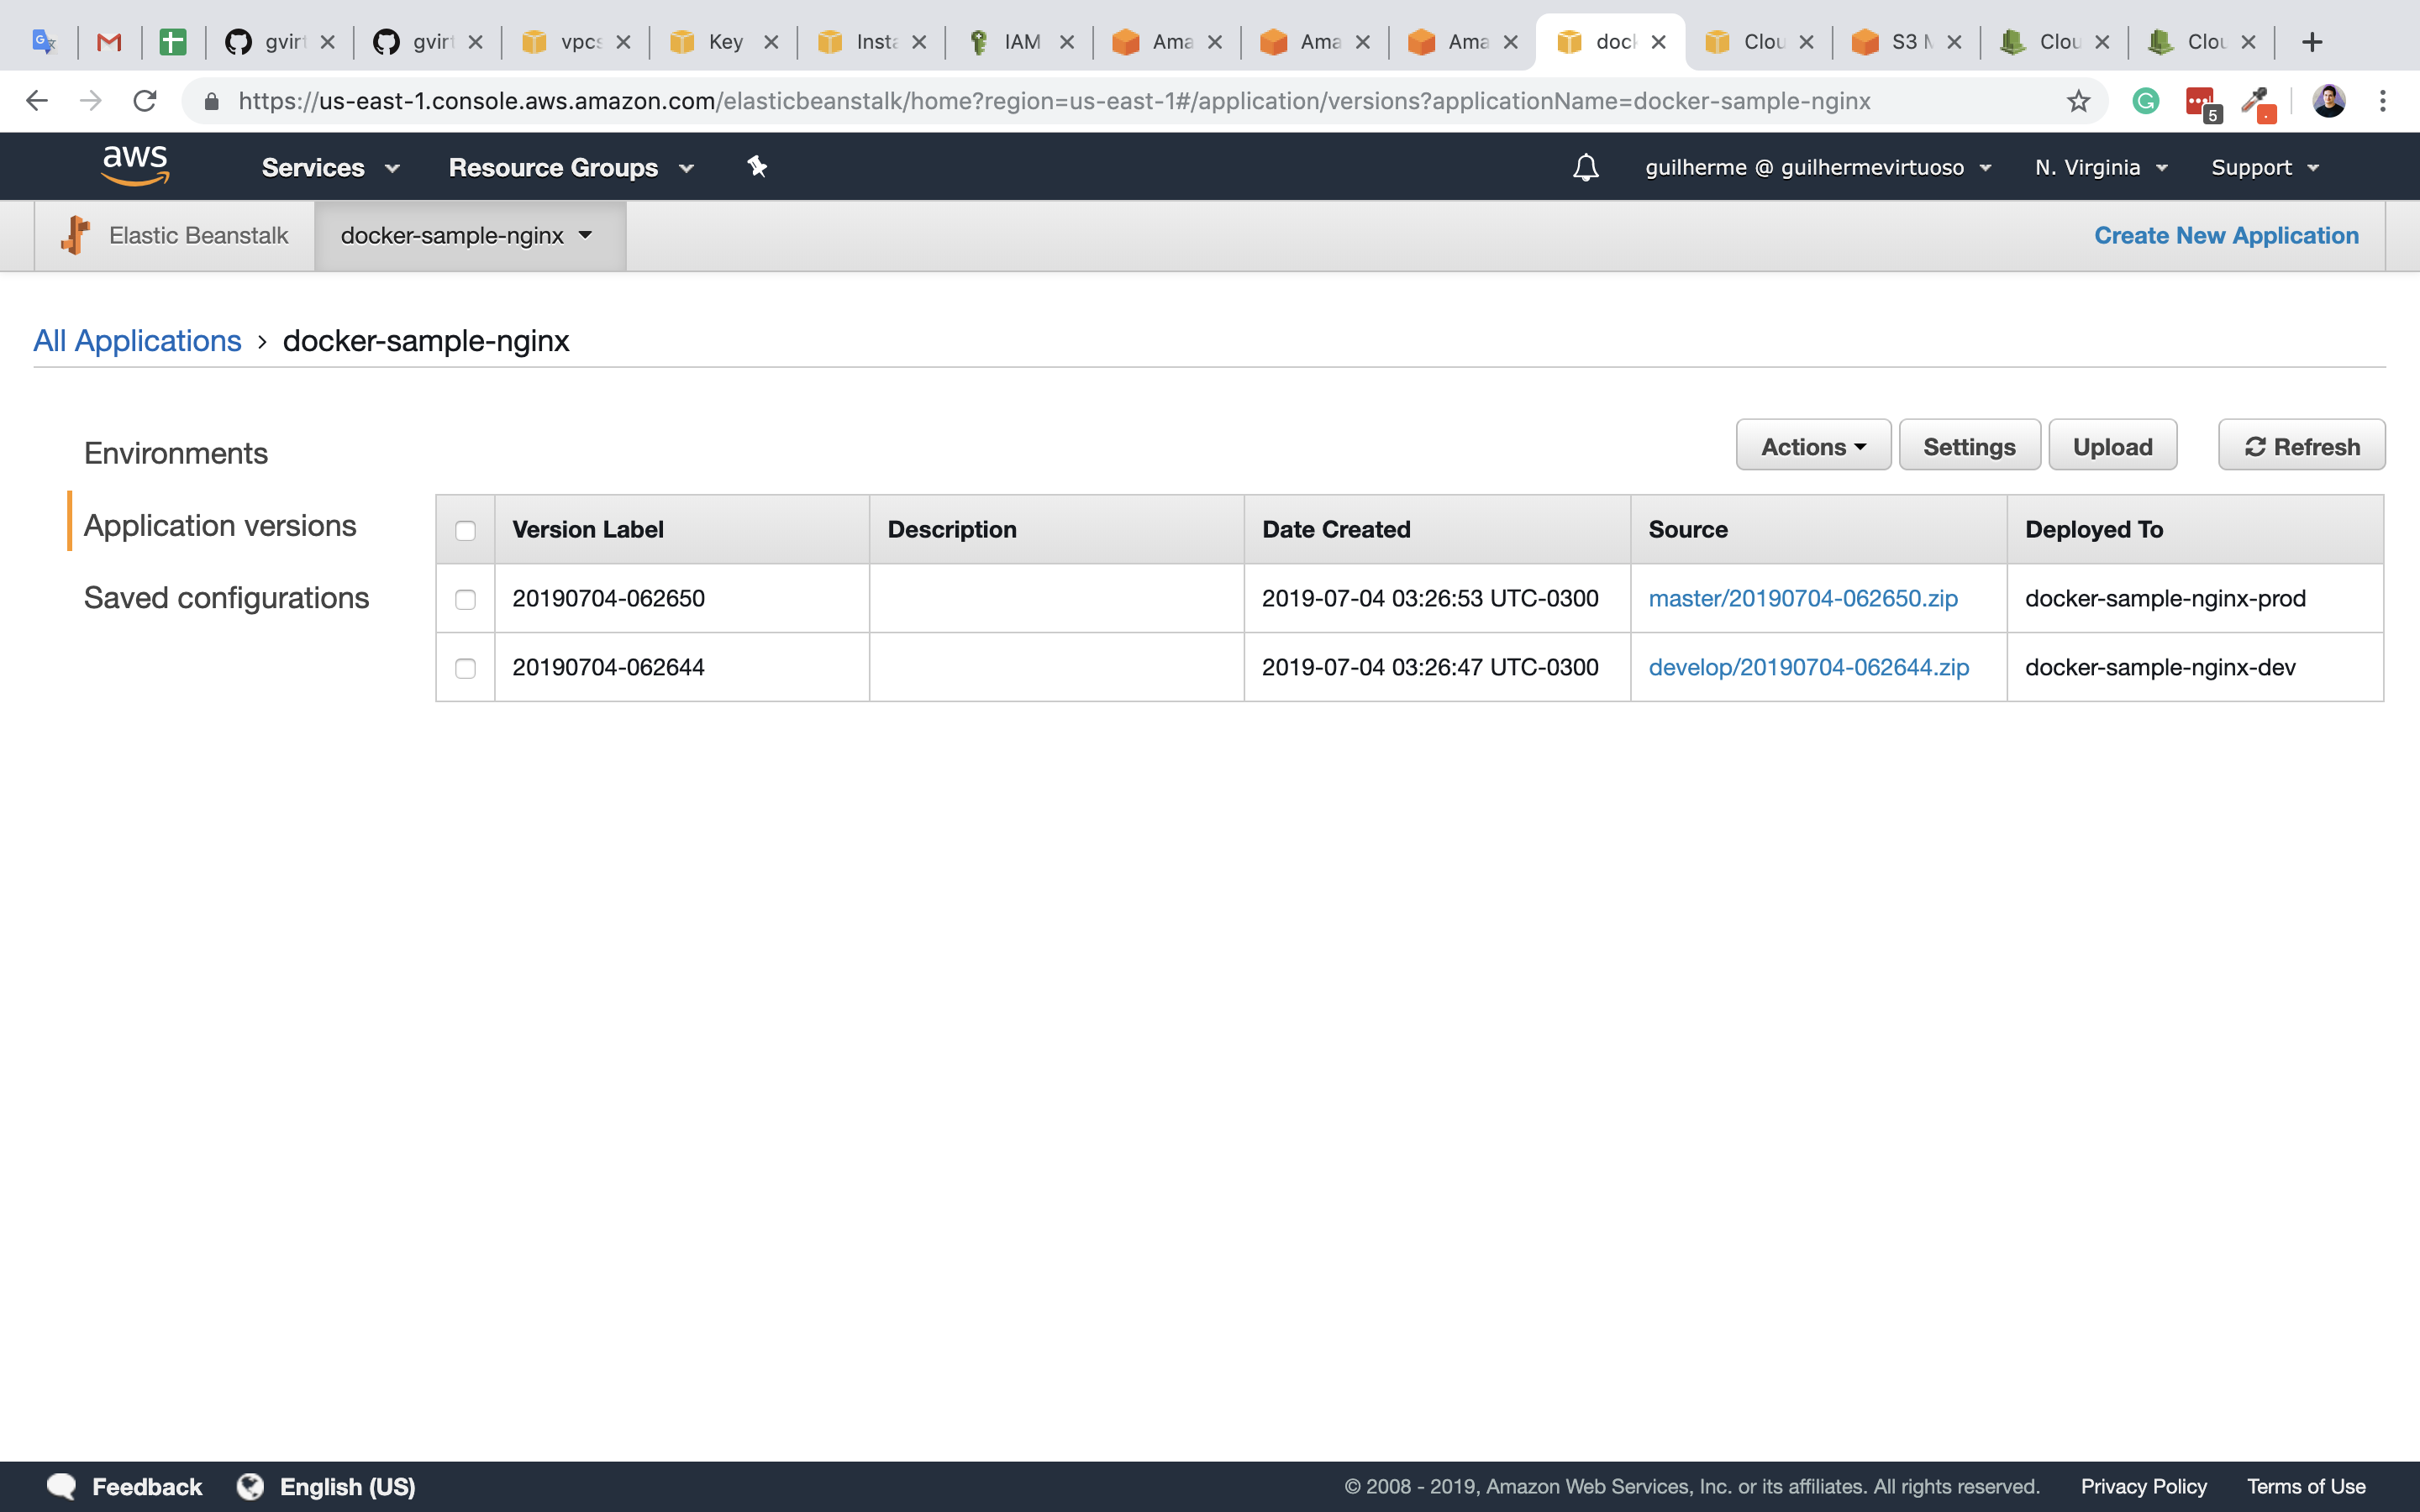 gvirt gvirt vpcs Key Insta IAM Ama Ama Ama dock Clou S3 M Clou Clou
https://us-east-1.console.aws.amazon.com/elasticbeanstalk/home?region=us-east-1#/application/versions?applicationName=docker-sample-nginx 5
aws Services Resource Groups guilherme @ guilhermevirtuoso N. Virginia Support
Elastic Beanstalk docker-sample-nginx Create New Application
All Applications > docker-sample-nginx
Environments
Application versions
Saved configurations
Actions Settings Upload Refresh
Version Label Description Date Created Source Deployed To
20190704-062650 2019-07-04 03:26:53 UTC-0300 master/20190704-062650.zip docker-sample-nginx-prod
20190704-062644 2019-07-04 03:26:47 UTC-0300 develop/20190704-062644.zip docker-sample-nginx-dev
Feedback English (US) © 2008 - 2019, Amazon Web Services, Inc. or its affiliates. All rights reserved. Privacy Policy Terms of Use